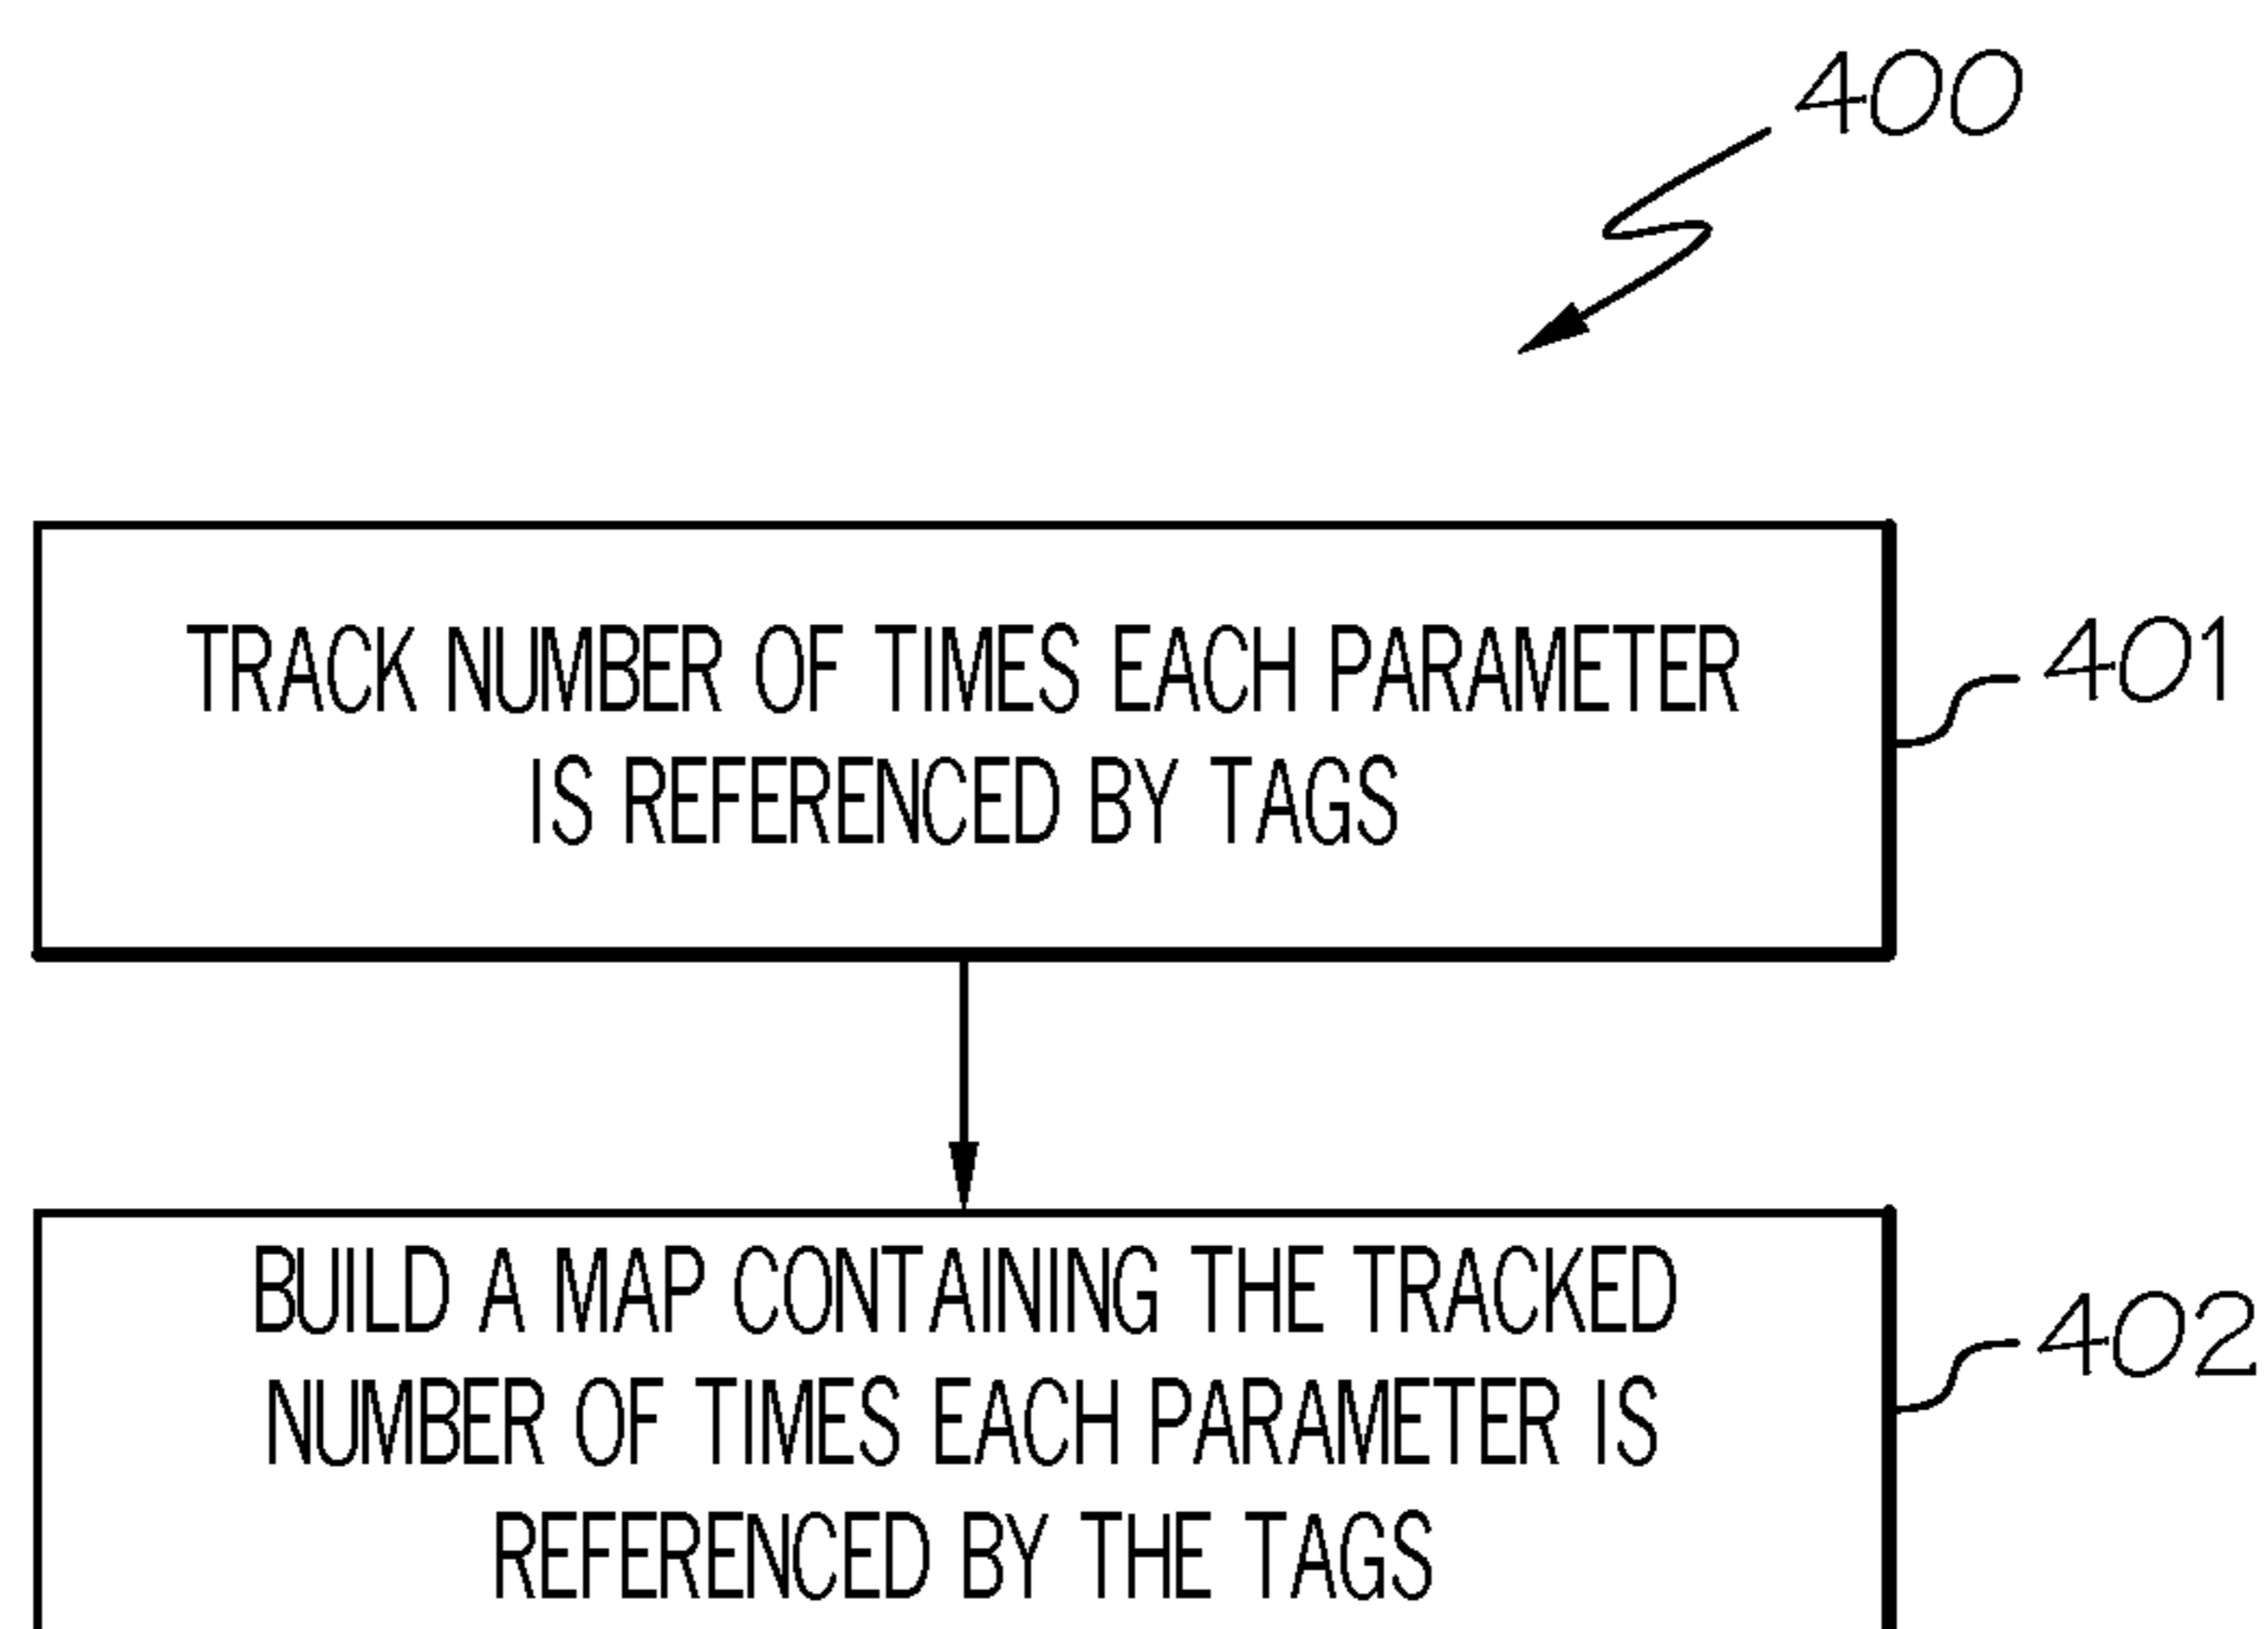 400
TRACK NUMBER OF TIMES EACH PARAMETER
IS REFERENCED BY TAGS
401
BUILD A MAP CONTAINING THE TRACKED
NUMBER OF TIMES EACH PARAMETER IS
REFERENCED BY THE TAGS
402